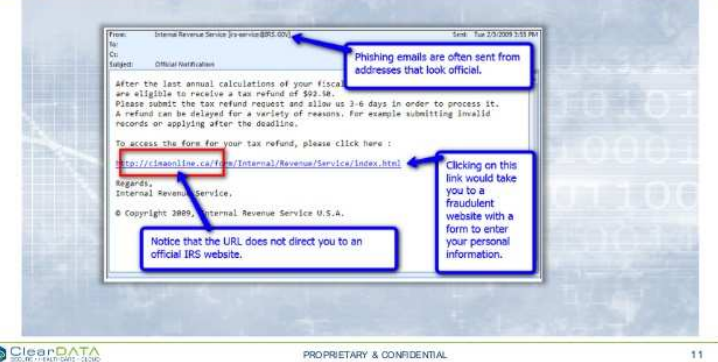 From: Internal Revenue Service [irs-service@IRS.GOV] Sent: Tue 2/3/2009 3:55 PM
To:
Cc:
Subject: Official Notification
Phishing emails are often sent from
addresses that look official.
After the last annual calculations of your fiscal
are eligible to receive a tax refund of $92.50.
Please submit the tax refund request and allow us 3-6 days in order to process it.
A refund can be delayed for a variety of reasons. For example submitting invalid
records or applying after the deadline.
To access the form for your tax refund, please click here :
http://cimaonline.ca/form/Internal/Revenue/Service/index.html
Regards,
Internal Revenue Service.
© Copyright 2009, Internal Revenue Service U.S.A.
Clicking on this
link would take
you to a
fraudulent
website with a
form to enter
your personal
information.
Notice that the URL does not direct you to an
official IRS website.
ClearDATA
PROPRIETARY & CONFIDENTIAL
11